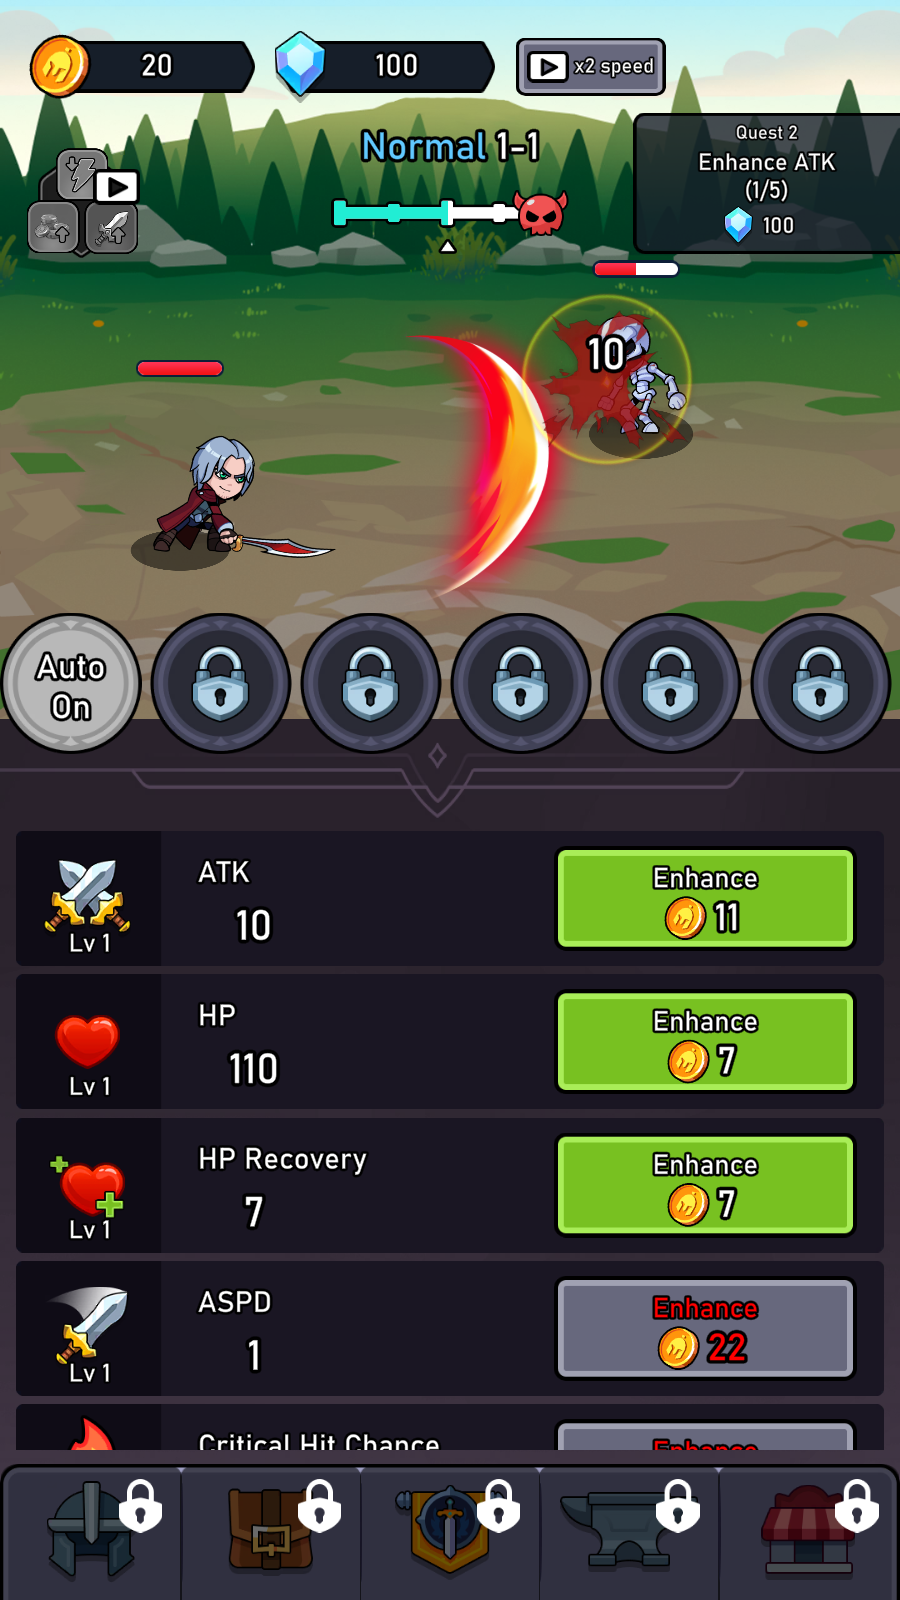 20
100
x2 speed
Normal 1-1
Quest 2
Enhance ATK
(1/5)
100
10
Auto
On
ATK
10
Lv 1
Enhance
11
HP
110
Lv 1
Enhance
7
HP Recovery
7
Lv 1
Enhance
7
ASPD
1
Lv 1
Enhance
22
Critical Hit Chance
Enhance